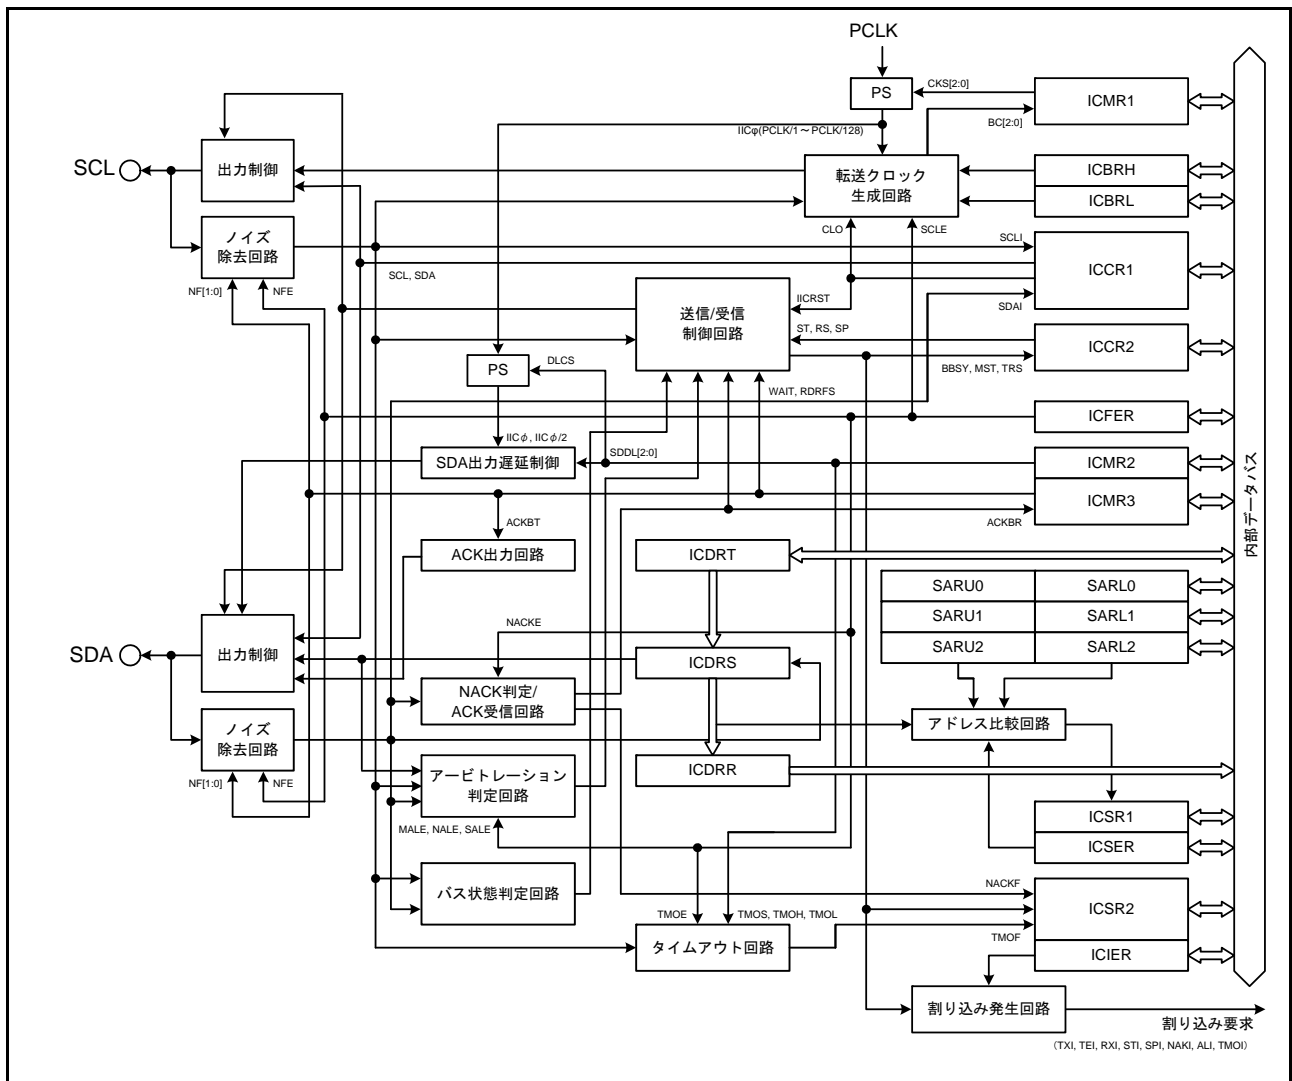 PCLK
PS
CKS[2:0]
ICMR1
BC[2:0]
IICφ(PCLK/1～PCLK/128)
SCL
出力制御
転送クロック
生成回路
ICBRH
ICBRL
ノイズ
除去回路
CLO
SCLE
SCLI
ICCR1
SCL, SDA
NF[1:0]
NFE
IICRST
SDAI
送信/受信
制御回路
ST, RS, SP
ICCR2
BBSY, MST, TRS
PS
DLCS
WAIT, RDRFS
ICFER
IICφ, IICφ/2
SDA出力遅延制御
SDDL[2:0]
ICMR2
ICMR3
ACKBT
ACKBR
内部データバス
ACK出力回路
ICDRT
SARU0
SARL0
SARU1
SARL1
SARU2
SARL2
NACKE
SDA
出力制御
ICDRS
NACK判定/
ACK受信回路
アドレス比較回路
ノイズ
除去回路
ICDRR
NF[1:0]
NFE
アービトレーション
判定回路
MALE, NALE, SALE
ICSR1
ICSER
バス状態判定回路
NACKF
ICSR2
TMOE
TMOS, TMOH, TMOL
TMOF
タイムアウト回路
ICIER
割り込み発生回路
割り込み要求
(TXI, TEI, RXI, STI, SPI, NAKI, ALI, TMOI)